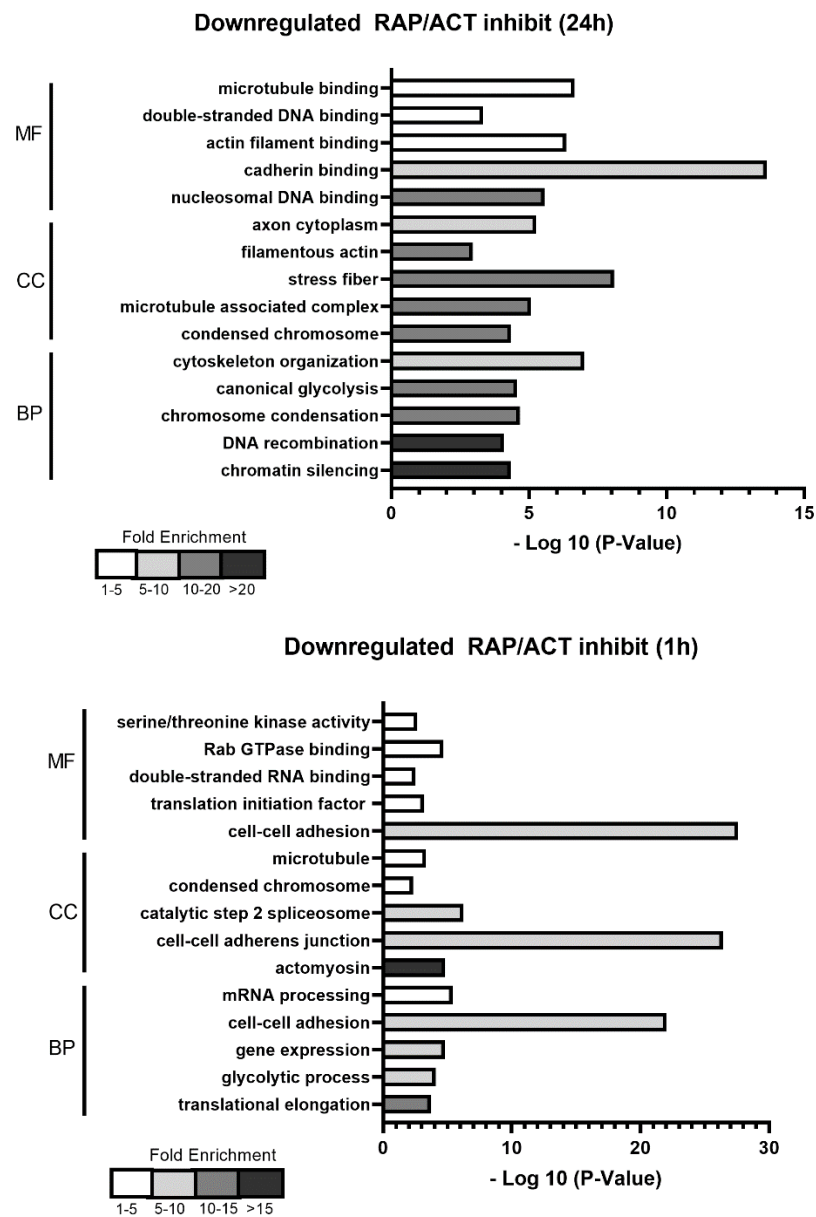 Downregulated RAP/ACT inhibit (24h)
MF
microtubule binding
double-stranded DNA binding
actin filament binding
cadherin binding
nucleosomal DNA binding
CC
axon cytoplasm
filamentous actin
stress fiber
microtubule associated complex
condensed chromosome
BP
cytoskeleton organization
canonical glycolysis
chromosome condensation
DNA recombination
chromatin silencing
0 5 10 15
- Log 10 (P-Value)
Fold Enrichment
1-5 5-10 10-20 >20
Downregulated RAP/ACT inhibit (1h)
MF
serine/threonine kinase activity
Rab GTPase binding
double-stranded RNA binding
translation initiation factor
cell-cell adhesion
CC
microtubule
condensed chromosome
catalytic step 2 spliceosome
cell-cell adherens junction
actomyosin
BP
mRNA processing
cell-cell adhesion
gene expression
glycolytic process
translational elongation
0 10 20 30
- Log 10 (P-Value)
Fold Enrichment
1-5 5-10 10-15 >15